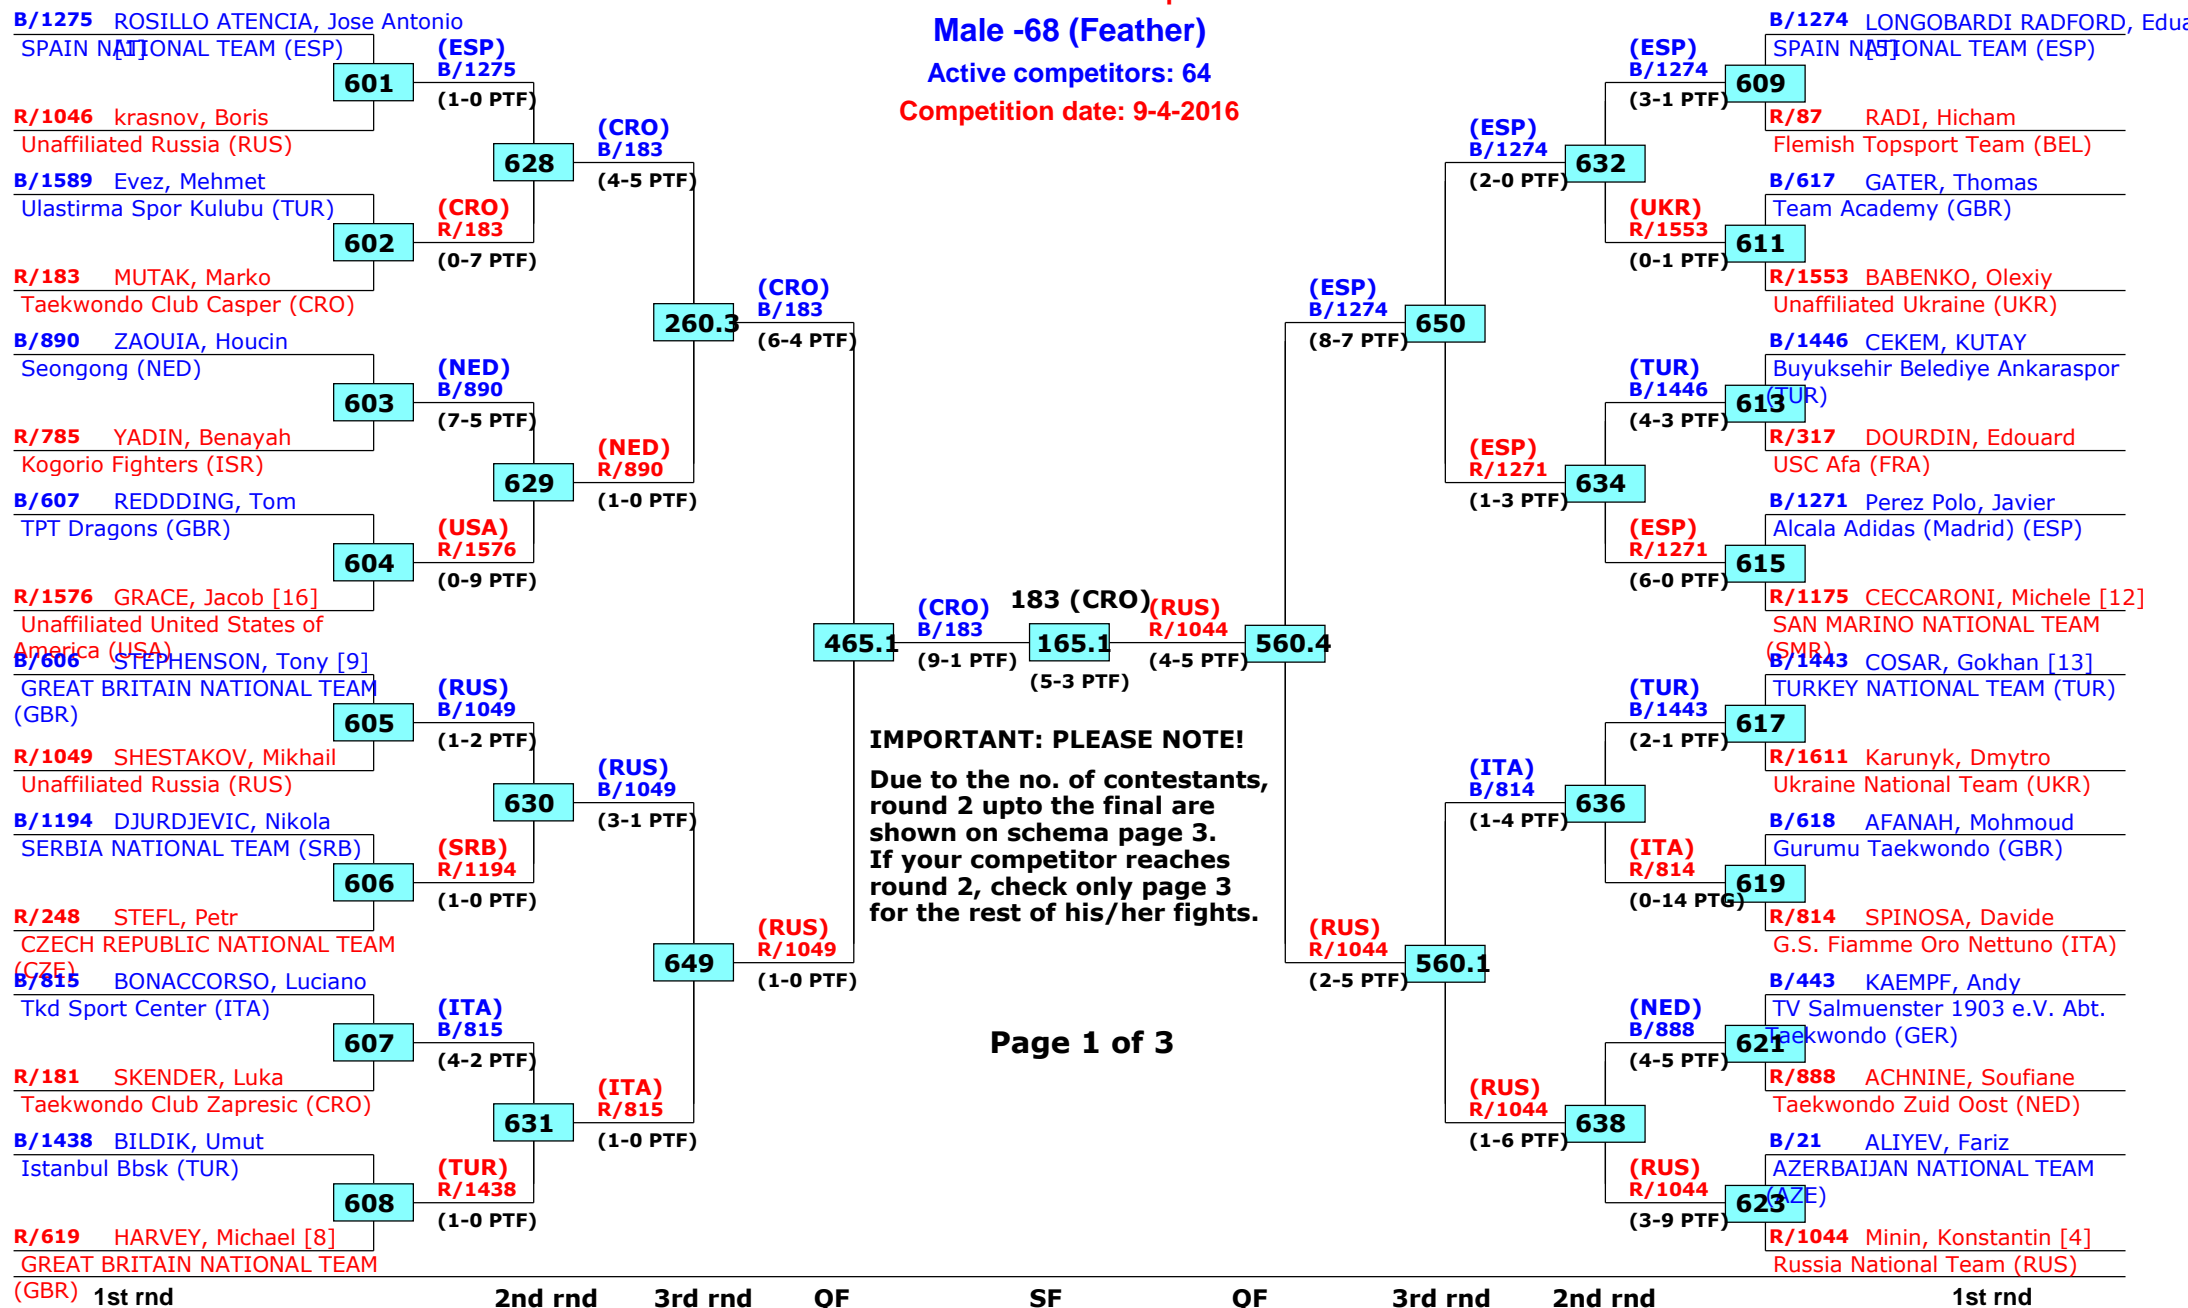 Male -68 (Feather)
Active competitors: 64
Competition date: 9-4-2016
B/1275 ROSILLO ATENCIA, Jose Antonio [1]
SPAIN NATIONAL TEAM (ESP)
601
R/1046 krasnov, Boris
Unaffiliated Russia (RUS)
B/1589 Evez, Mehmet
Ulastirma Spor Kulubu (TUR)
602
R/183 MUTAK, Marko
Taekwondo Club Casper (CRO)
B/890 ZAOUIA, Houcin
Seongong (NED)
603
R/785 YADIN, Benayah
Kogorio Fighters (ISR)
B/607 REDDDING, Tom
TPT Dragons (GBR)
604
R/1576 GRACE, Jacob [16]
Unaffiliated United States of
America (USA)
B/606 STEPHENSON, Tony [9]
GREAT BRITAIN NATIONAL TEAM
(GBR)
605
R/1049 SHESTAKOV, Mikhail
Unaffiliated Russia (RUS)
B/1194 DJURDJEVIC, Nikola
SERBIA NATIONAL TEAM (SRB)
606
R/248 STEFL, Petr
CZECH REPUBLIC NATIONAL TEAM
(CZE)
B/815 BONACCORSO, Luciano
Tkd Sport Center (ITA)
607
R/181 SKENDER, Luka
Taekwondo Club Zapresic (CRO)
B/1438 BILDIK, Umut
Istanbul Bbsk (TUR)
608
R/619 HARVEY, Michael [8]
GREAT BRITAIN NATIONAL TEAM
(GBR)
(ESP)
B/1275
(1-0 PTF)
628
(CRO)
R/183
(0-7 PTF)
(NED)
B/890
(7-5 PTF)
629
(USA)
R/1576
(0-9 PTF)
(RUS)
B/1049
(1-2 PTF)
630
(SRB)
R/1194
(1-0 PTF)
(ITA)
B/815
(4-2 PTF)
631
(TUR)
R/1438
(1-0 PTF)
(CRO)
B/183
(4-5 PTF)
260.3
(NED)
R/890
(1-0 PTF)
(RUS)
B/1049
(3-1 PTF)
649
(ITA)
R/815
(1-0 PTF)
(CRO)
B/183
(6-4 PTF)
465.1
(RUS)
R/1049
(1-0 PTF)
(CRO)
B/183
(9-1 PTF)
183 (CRO)
165.1
(5-3 PTF)
(RUS)
R/1044
(4-5 PTF)
560.4
IMPORTANT: PLEASE NOTE!
Due to the no. of contestants,
round 2 upto the final are
shown on schema page 3.
If your competitor reaches
round 2, check only page 3
for the rest of his/her fights.
Page 1 of 3
(ESP)
B/1274
(8-7 PTF)
650
(RUS)
R/1044
(2-5 PTF)
560.1
(ESP)
B/1274
(2-0 PTF)
632
(ESP)
R/1271
(1-3 PTF)
634
(ITA)
B/814
(1-4 PTF)
636
(RUS)
R/1044
(1-6 PTF)
638
(ESP)
B/1274
(3-1 PTF)
(UKR)
R/1553
(0-1 PTF)
(TUR)
B/1446
(4-3 PTF)
(ESP)
R/1271
(6-0 PTF)
(TUR)
B/1443
(2-1 PTF)
(ITA)
R/814
(0-14 PTG)
(NED)
B/888
(4-5 PTF)
(RUS)
R/1044
(3-9 PTF)
B/1274 LONGOBARDI RADFORD, Edua
[5]
SPAIN NATIONAL TEAM (ESP)
609
R/87 RADI, Hicham
Flemish Topsport Team (BEL)
B/617 GATER, Thomas
Team Academy (GBR)
611
R/1553 BABENKO, Olexiy
Unaffiliated Ukraine (UKR)
B/1446 CEKEM, KUTAY
Buyuksehir Belediye Ankaraspor
(TUR)
613
R/317 DOURDIN, Edouard
USC Afa (FRA)
B/1271 Perez Polo, Javier
Alcala Adidas (Madrid) (ESP)
615
R/1175 CECCARONI, Michele [12]
SAN MARINO NATIONAL TEAM
(SMR)
B/1443 COSAR, Gokhan [13]
TURKEY NATIONAL TEAM (TUR)
617
R/1611 Karunyk, Dmytro
Ukraine National Team (UKR)
B/618 AFANAH, Mohmoud
Gurumu Taekwondo (GBR)
619
R/814 SPINOSA, Davide
G.S. Fiamme Oro Nettuno (ITA)
B/443 KAEMPF, Andy
TV Salmuenster 1903 e.V. Abt.
Taekwondo (GER)
621
R/888 ACHNINE, Soufiane
Taekwondo Zuid Oost (NED)
B/21 ALIYEV, Fariz
AZERBAIJAN NATIONAL TEAM
(AZE)
623
R/1044 Minin, Konstantin [4]
Russia National Team (RUS)
1st rnd 2nd rnd 3rd rnd QF SF QF 3rd rnd 2nd rnd 1st rnd